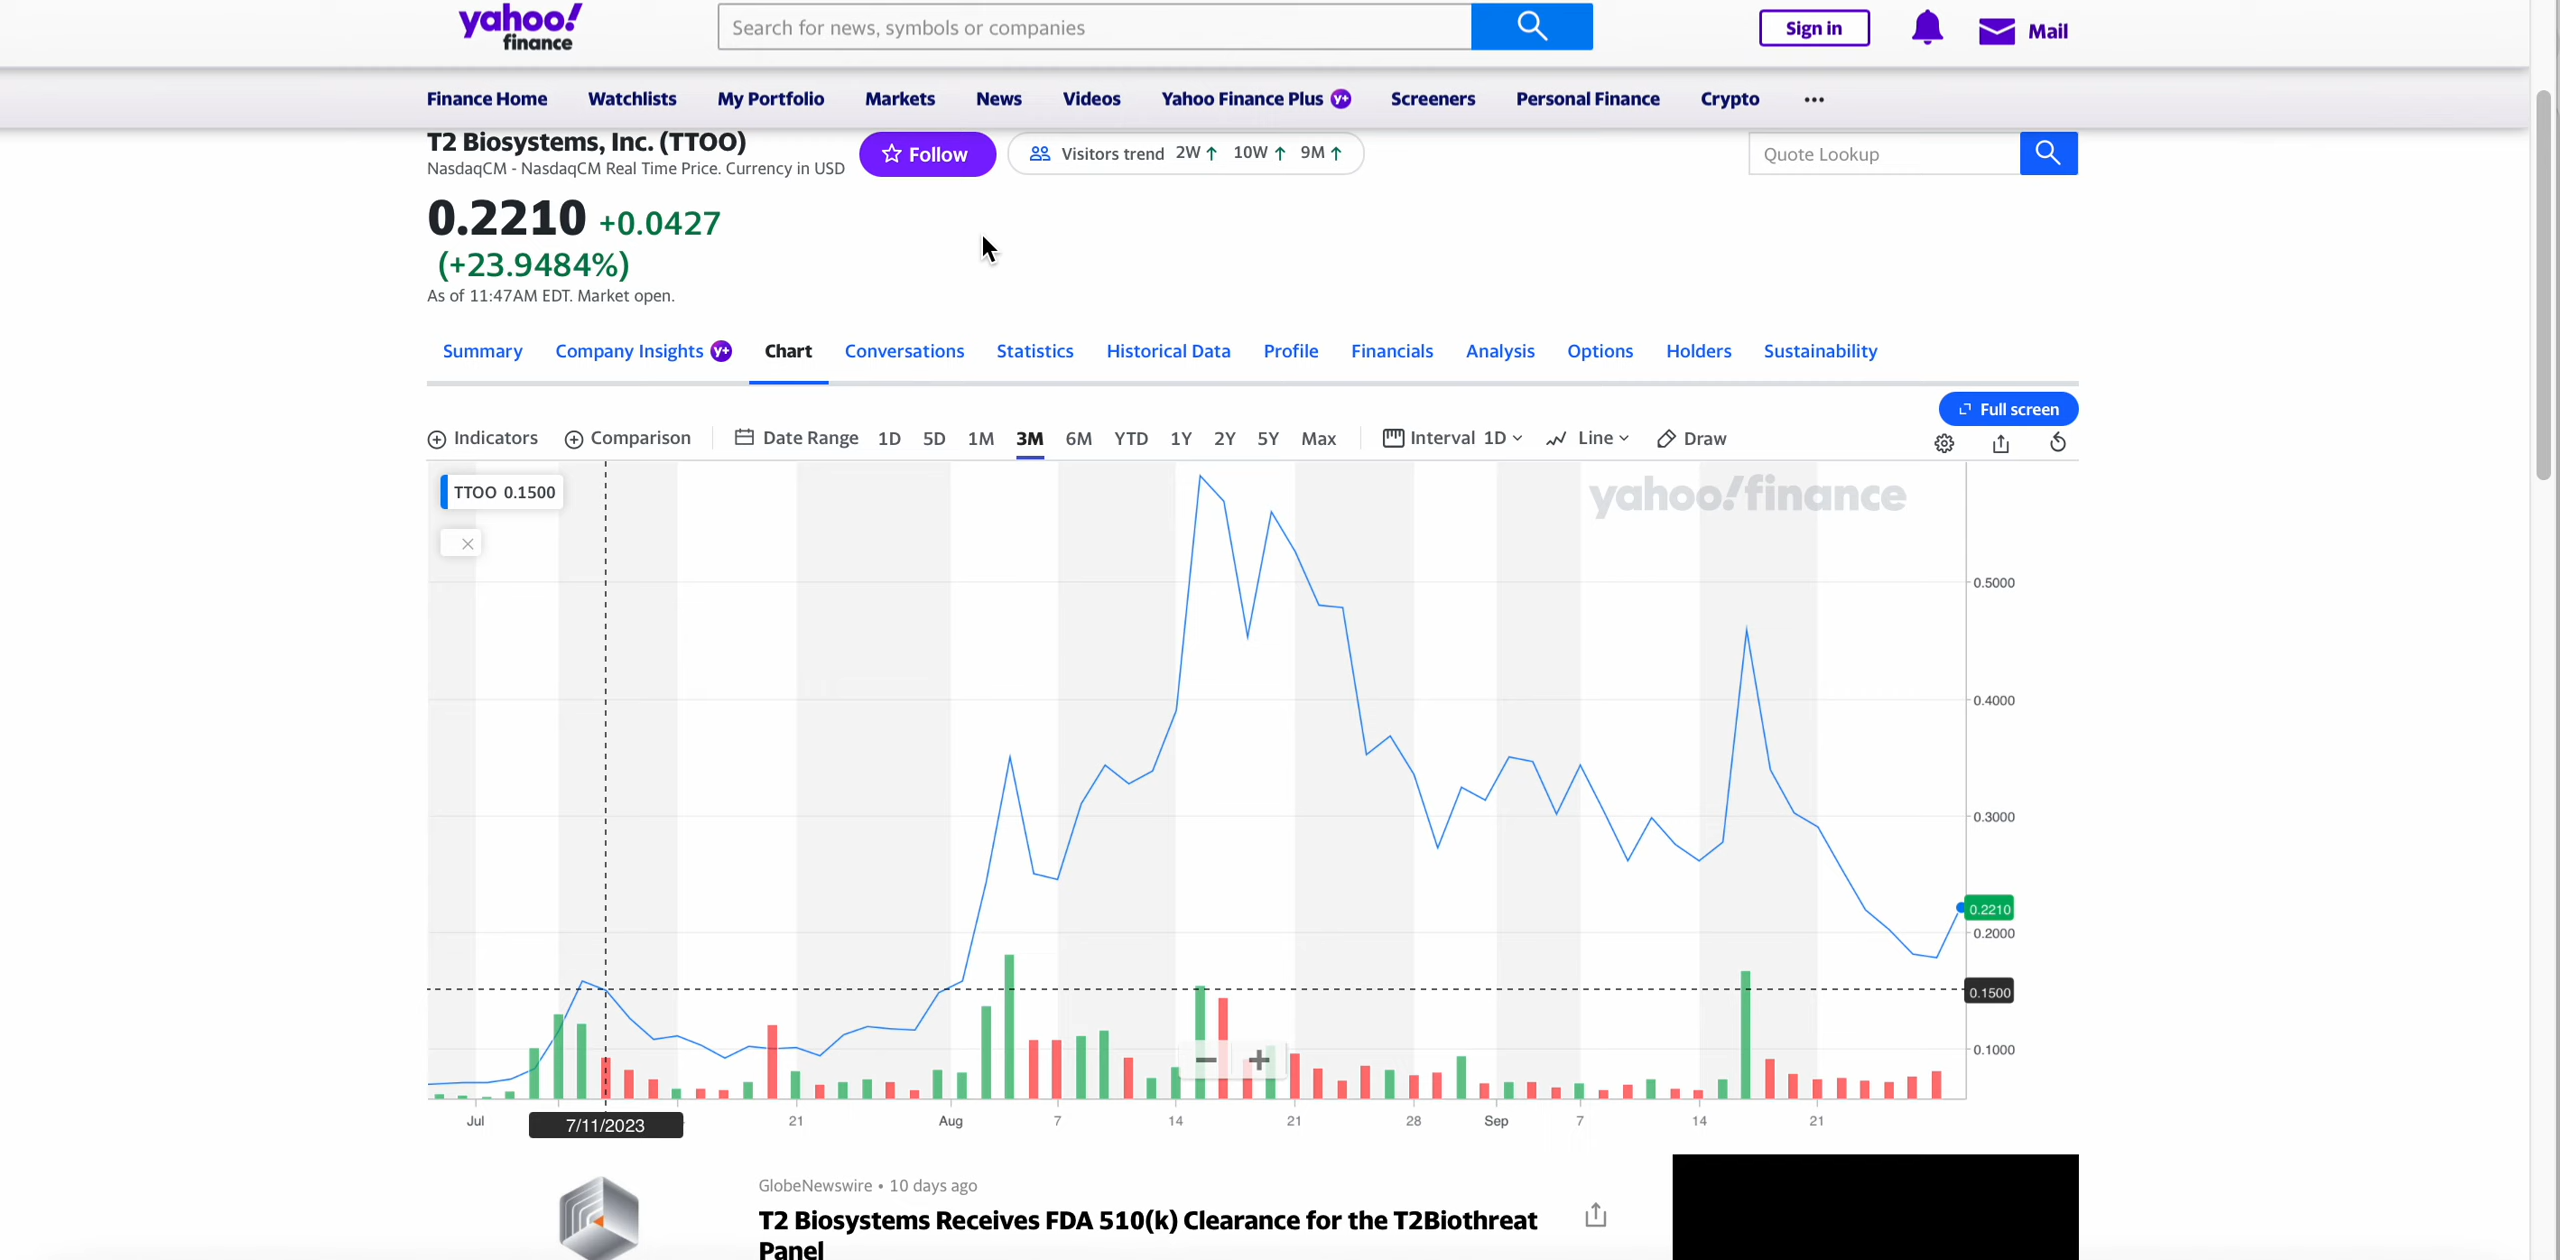 yahoo!
finance
Search for news, symbols or companies
Sign in
Mail
Finance Home Watchlists My Portfolio Markets News Videos Yahoo Finance Plus Y+ Screeners Personal Finance Crypto •••
T2 Biosystems, Inc. (TTOO)
NasdaqCM - NasdaqCM Real Time Price. Currency in USD
Follow
Visitors trend 2W↑ 10W↑ 9M↑
Quote Lookup
0.2210 +0.0427
(+23.9484%)
As of 11:47AM EDT. Market open.
Summary Company Insights Y+ Chart Conversations Statistics Historical Data Profile Financials Analysis Options Holders Sustainability
Full screen
Indicators Comparison Date Range 1D 5D 1M 3M 6M YTD 1Y 2Y 5Y Max Interval 1D Line Draw
TTOO 0.1500
yahoo!finance
0.5000
0.4000
0.3000
0.2210
0.2000
0.1500
0.1000
Jul 7/11/2023 21 Aug 7 14 21 28 Sep 7 14 21
GlobeNewswire • 10 days ago
T2 Biosystems Receives FDA 510(k) Clearance for the T2Biothreat
Panel